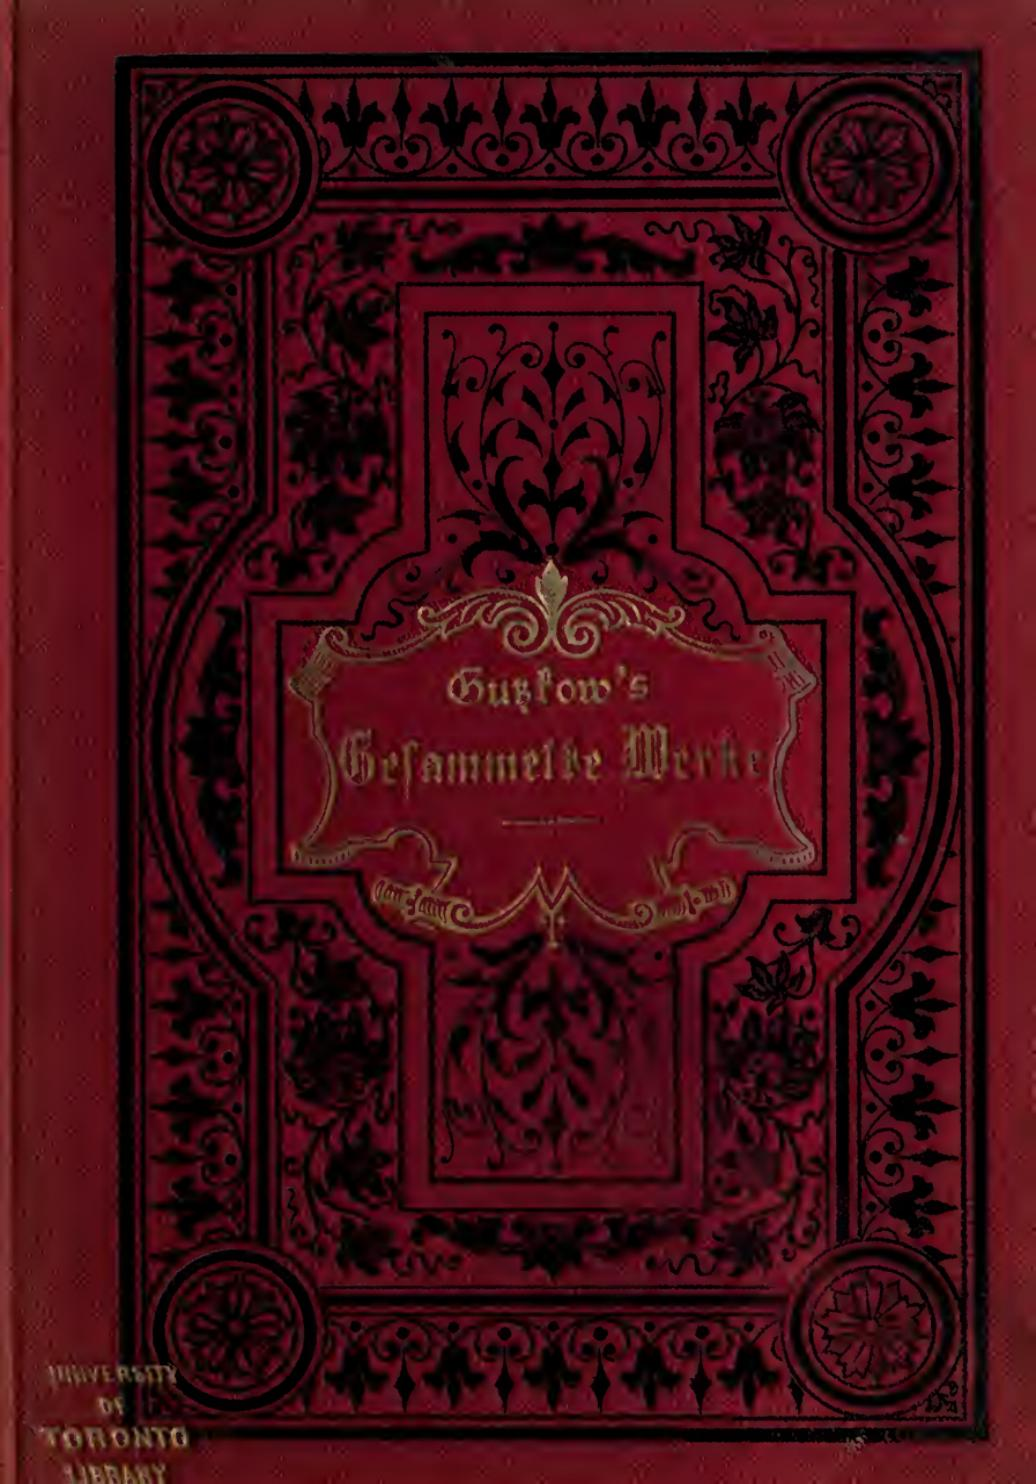 Gutzkow's
Gesammelte Werke
UNIVERSITY
OF
TORONTO
LIBRARY